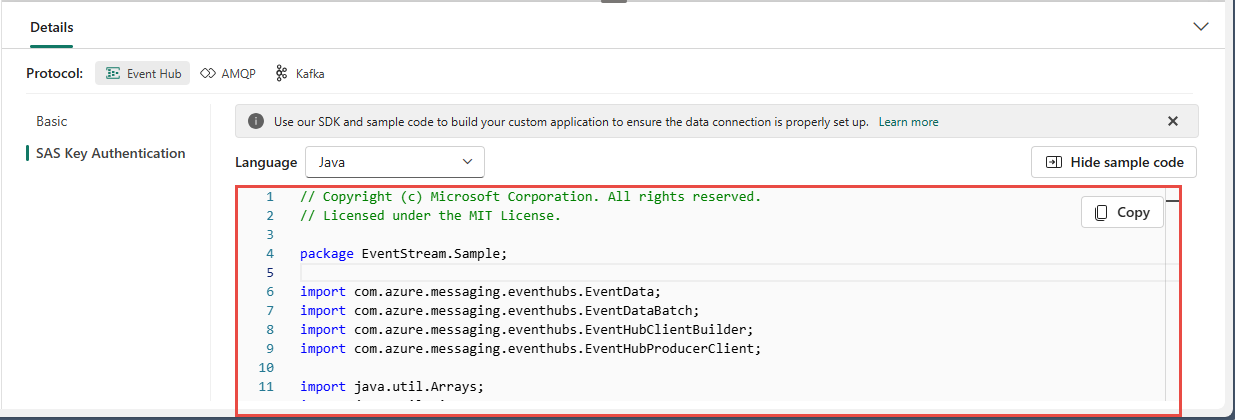 Details
Protocol: Event Hub AMQP Kafka
Basic
SAS Key Authentication
Use our SDK and sample code to build your custom application to ensure the data connection is properly set up. Learn more
Language Java Hide sample code
Copy
1 // Copyright (c) Microsoft Corporation. All rights reserved.
2 // Licensed under the MIT License.
3
4 package EventStream.Sample;
5
6 import com.azure.messaging.eventhubs.EventData;
7 import com.azure.messaging.eventhubs.EventDataBatch;
8 import com.azure.messaging.eventhubs.EventHubClientBuilder;
9 import com.azure.messaging.eventhubs.EventHubProducerClient;
10
11 import java.util.Arrays;